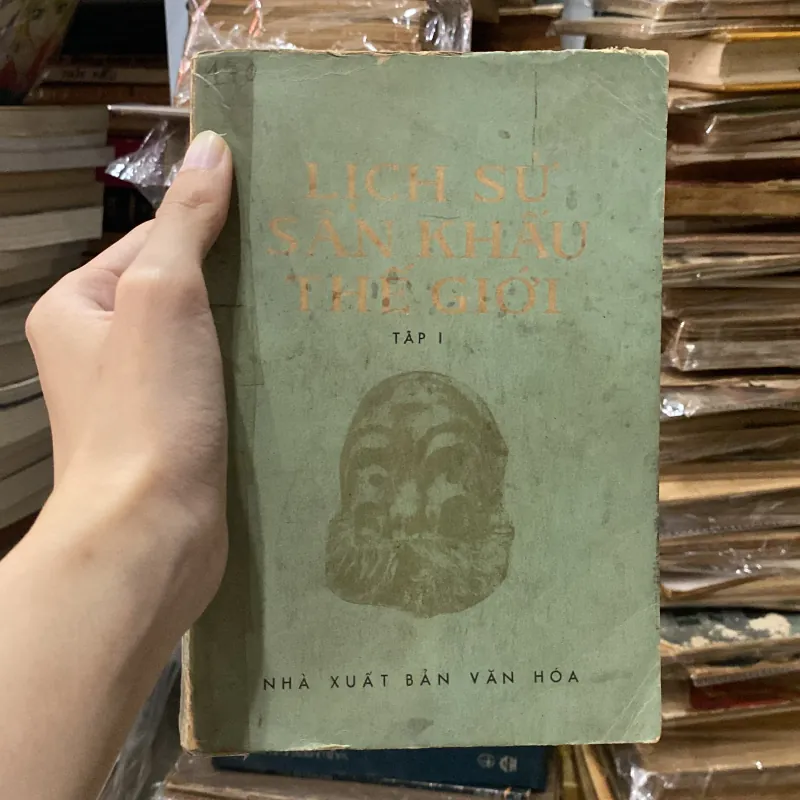 LỊCH SỬ
SÂN KHẤU
THẾ GIỚI
TẬP I
NHÀ XUẤT BẢN VĂN HÓA